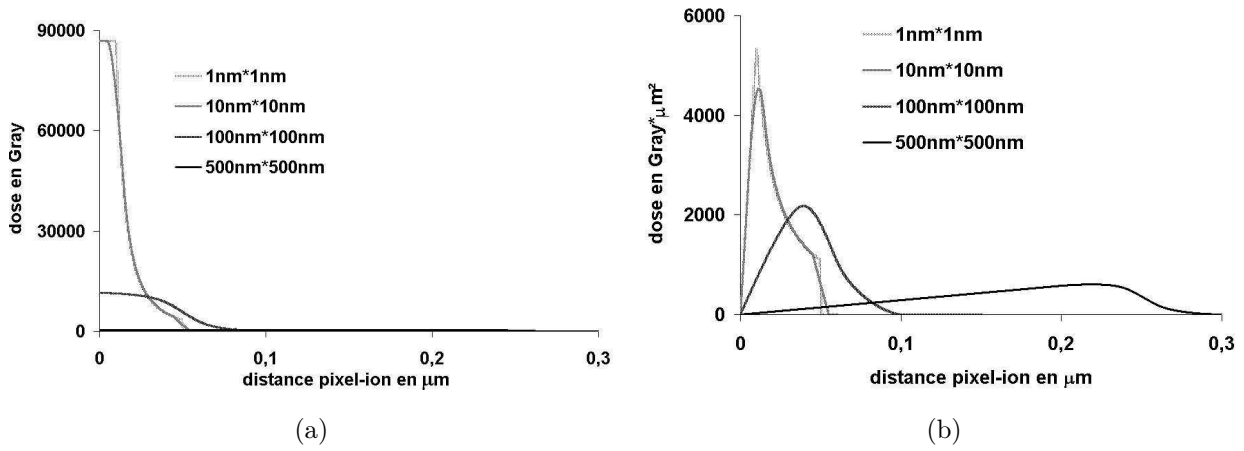 90000
60000
30000
0
dose en Gray
1nm*1nm
10nm*10nm
100nm*100nm
500nm*500nm
0
0,1
0,2
0,3
distance pixel-ion en µm
(a)
6000
4000
2000
0
dose en Gray*µm²
1nm*1nm
10nm*10nm
100nm*100nm
500nm*500nm
0
0,1
0,2
0,3
distance pixel-ion en µm
(b)